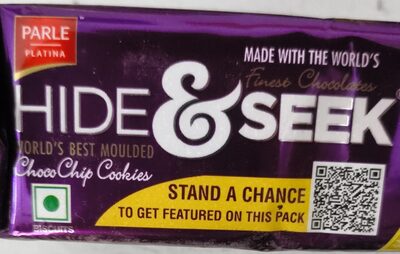 PARLE
PLATINA
MADE WITH THE WORLD'S
Finest Chocolates
HIDE & SEEK
WORLD'S BEST MOULDED
Choco Chip Cookies
STAND A CHANCE
TO GET FEATURED ON THIS PACK
BISCUITS